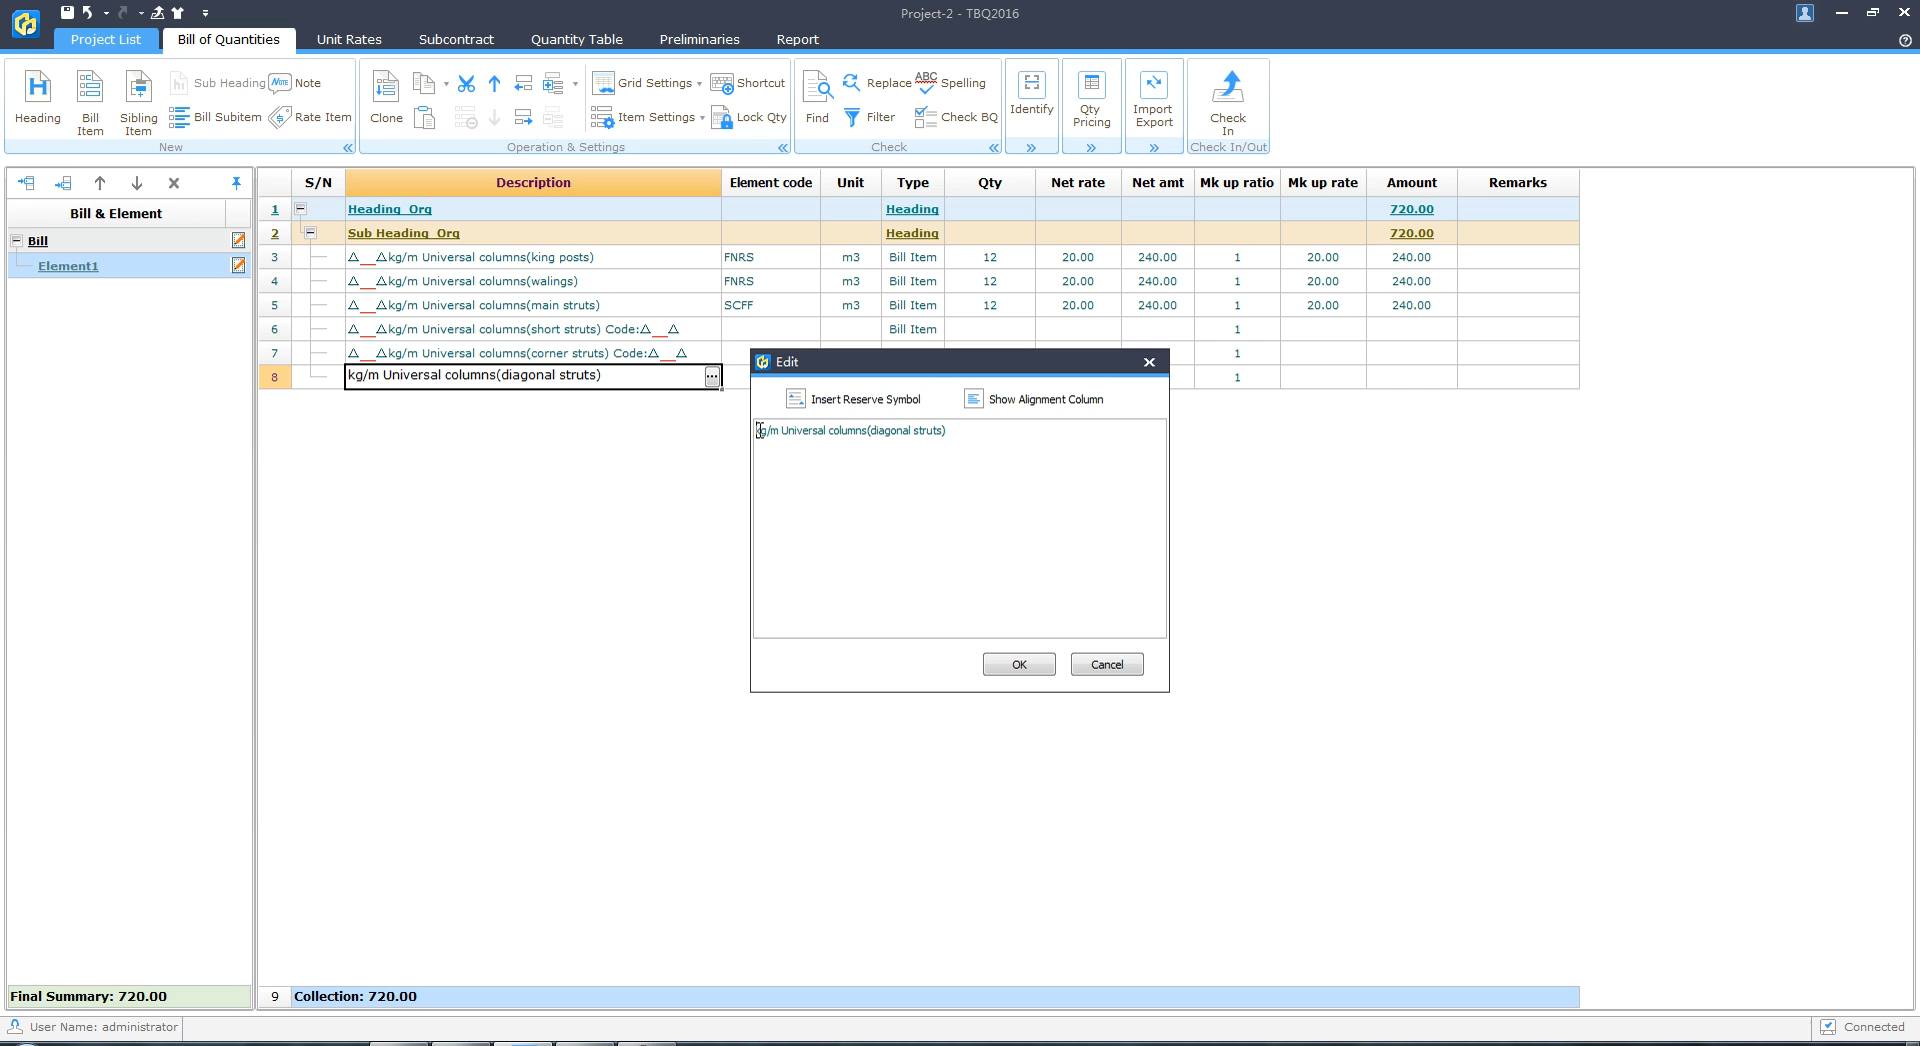 Project-2 - TBQ2016
Project List Bill of Quantities Unit Rates Subcontract Quantity Table Preliminaries Report
Heading
Bill Item
Sibling Item
Sub Heading
Note
Bill Subitem
Rate Item
New
Clone
Grid Settings
Item Settings
Shortcut
Lock Qty
Operation & Settings
Find
Replace
Filter
ABC Spelling
Check BQ
Check
Identify
Qty Pricing
Import Export
Check In
Check In/Out
Bill & Element
Bill
Element1
S/N Description Element code Unit Type Qty Net rate Net amt Mk up ratio Mk up rate Amount Remarks
1 Heading_Org Heading 720.00
2 Sub Heading_Org Heading 720.00
3 △__△kg/m Universal columns(king posts) FNRS m3 Bill Item 12 20.00 240.00 1 20.00 240.00
4 △__△kg/m Universal columns(walings) FNRS m3 Bill Item 12 20.00 240.00 1 20.00 240.00
5 △__△kg/m Universal columns(main struts) SCFF m3 Bill Item 12 20.00 240.00 1 20.00 240.00
6 △__△kg/m Universal columns(short struts) Code:△__△ Bill Item 1
7 △__△kg/m Universal columns(corner struts) Code:△__△ 1
8 kg/m Universal columns(diagonal struts) ... 1
Edit
Insert Reserve Symbol Show Alignment Column
kg/m Universal columns(diagonal struts)
OK Cancel
Final Summary: 720.00
9 Collection: 720.00
User Name: administrator
Connected